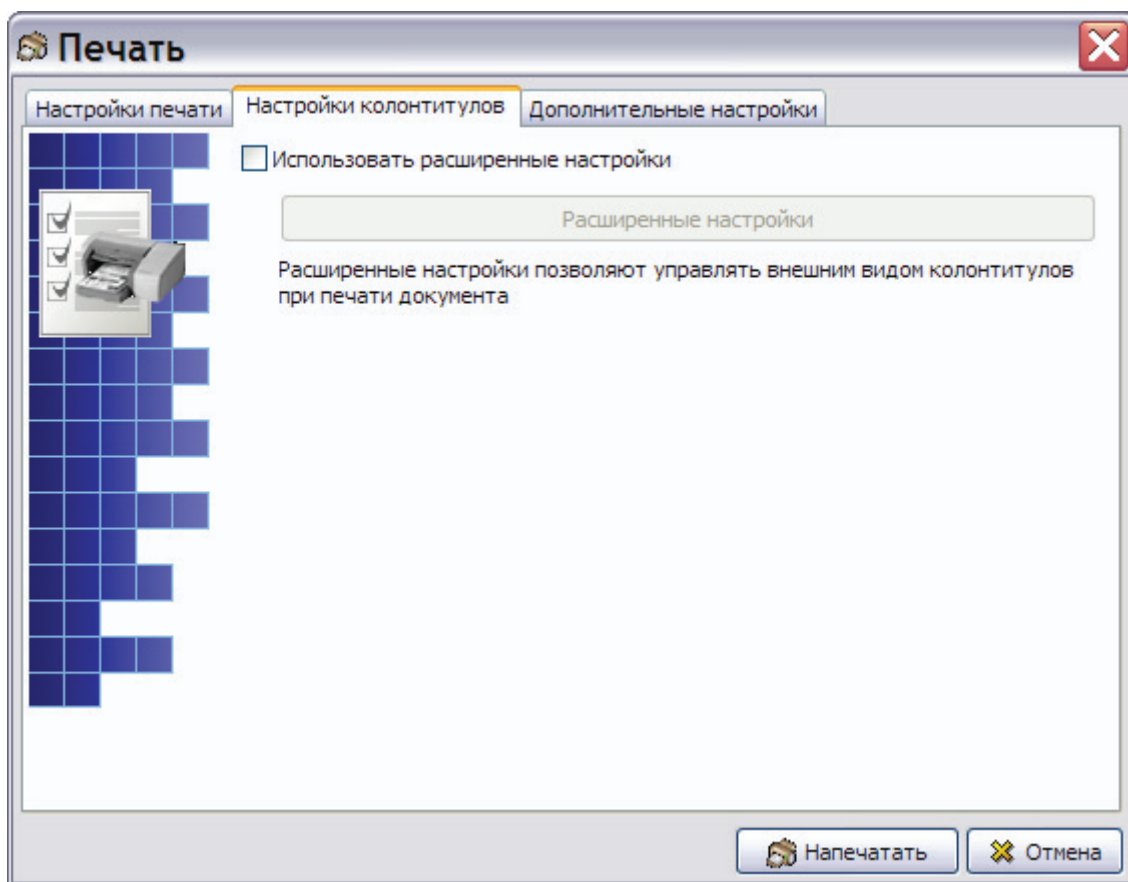 Печать
Настройки печати Настройки колонтитулов Дополнительные настройки
Использовать расширенные настройки
Расширенные настройки
Расширенные настройки позволяют управлять внешним видом колонтитулов
при печати документа
Напечатать Отмена